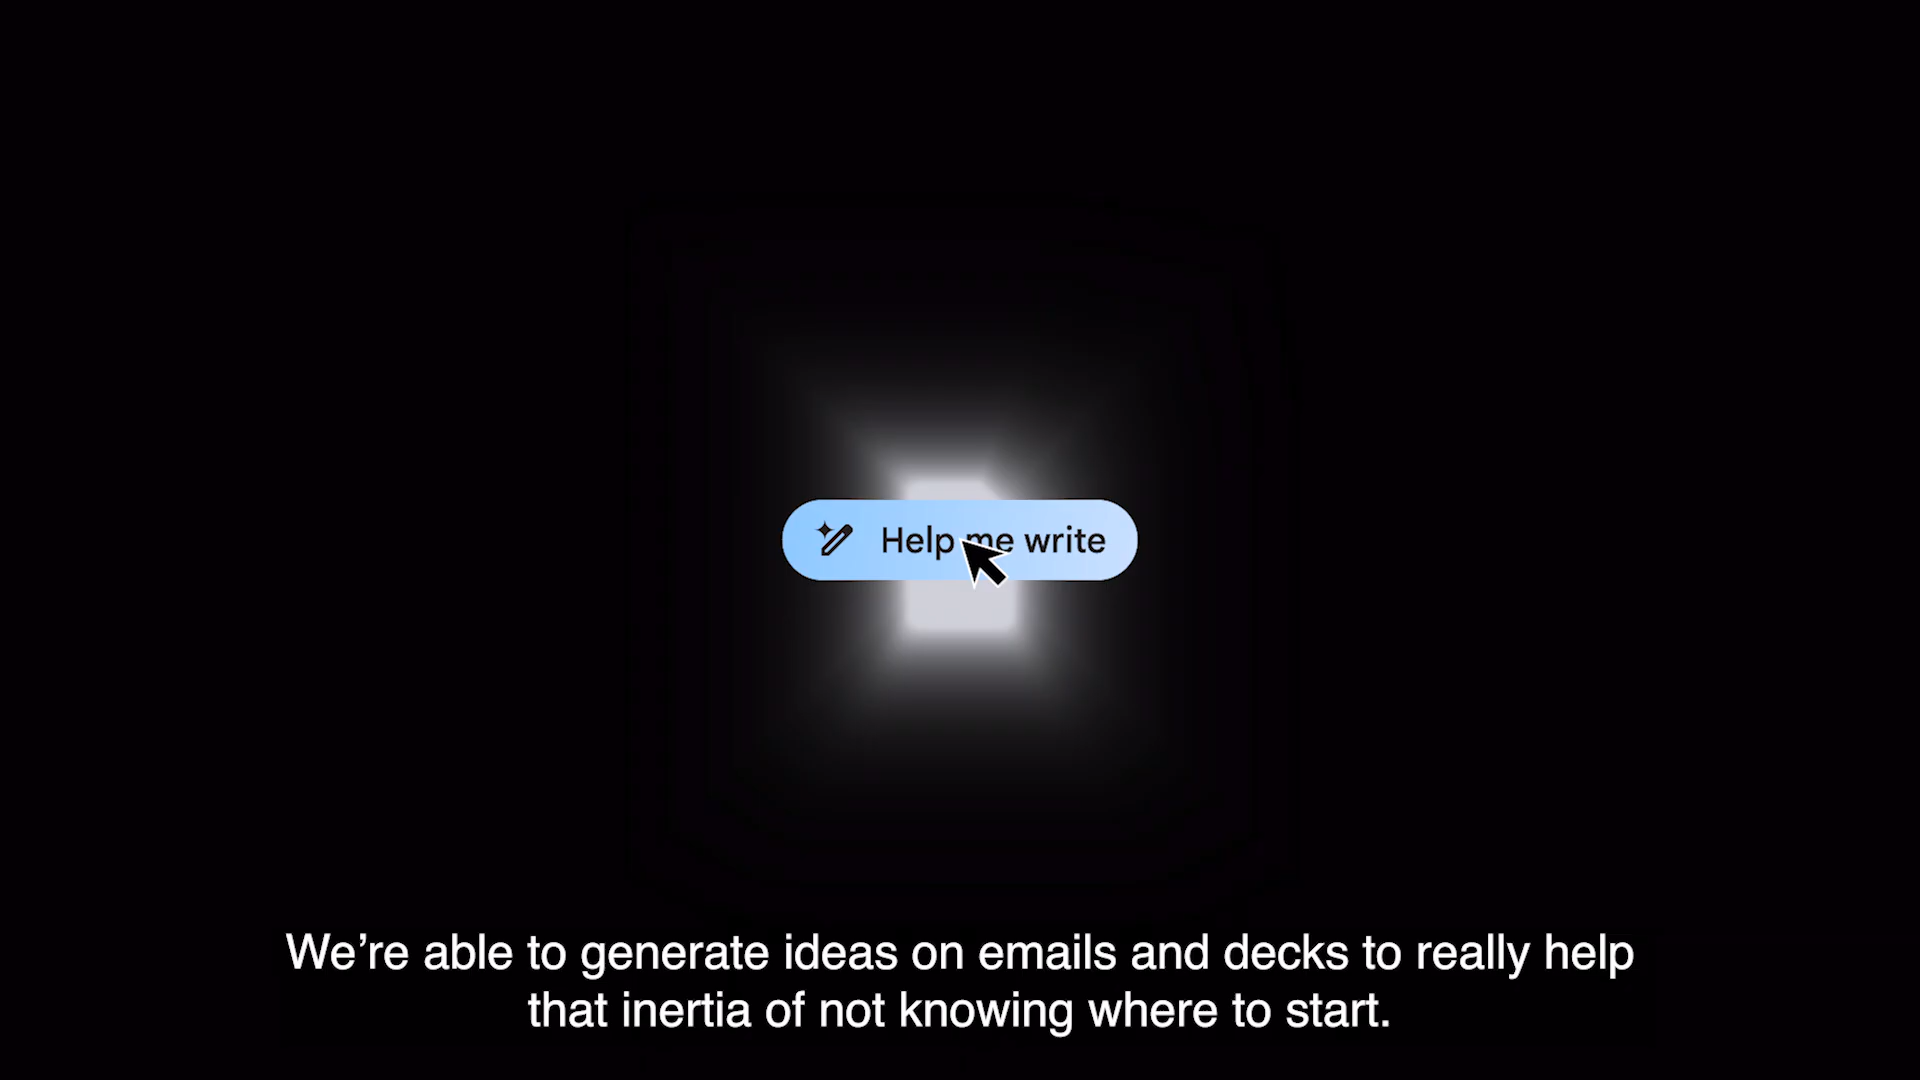 Help me write
We’re able to generate ideas on emails and decks to really help
that inertia of not knowing where to start.